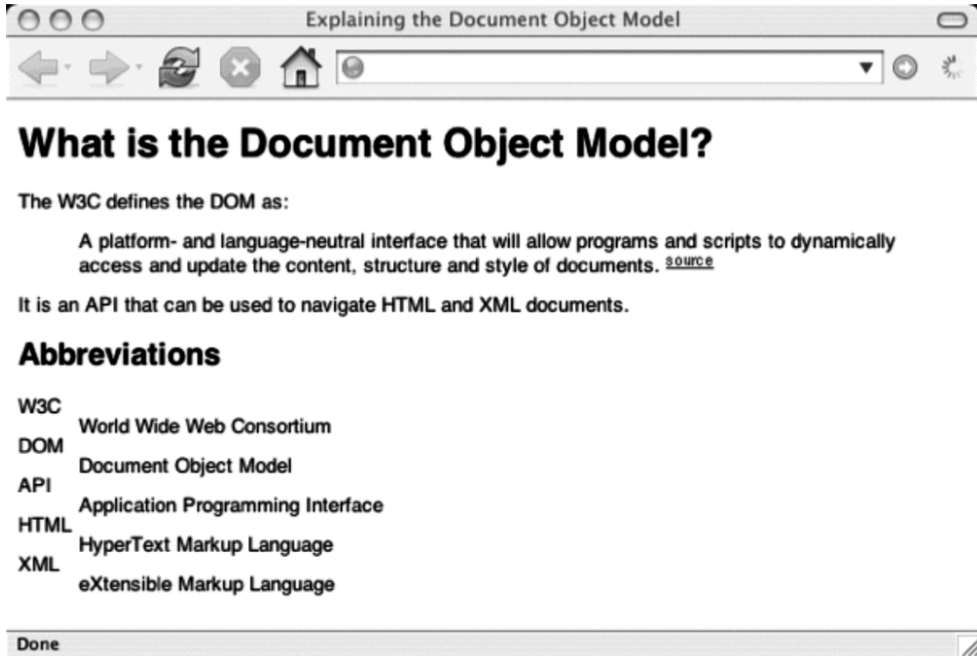 Explaining the Document Object Model
What is the Document Object Model?
The W3C defines the DOM as:
A platform- and language-neutral interface that will allow programs and scripts to dynamically
access and update the content, structure and style of documents. source
It is an API that can be used to navigate HTML and XML documents.
Abbreviations
W3C
World Wide Web Consortium
DOM
Document Object Model
API
Application Programming Interface
HTML
HyperText Markup Language
XML
eXtensible Markup Language
Done